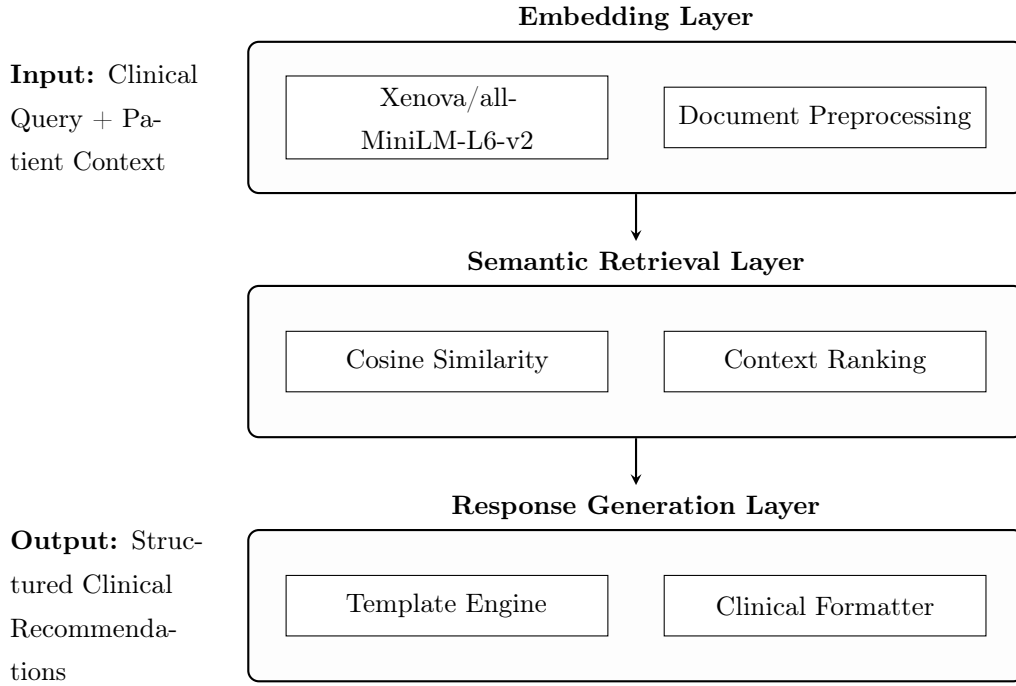 Embedding Layer
Input: Clinical
Query + Pa-
tient Context
Xenova/all-
MiniLM-L6-v2
Document Preprocessing
Semantic Retrieval Layer
Cosine Similarity
Context Ranking
Response Generation Layer
Output: Struc-
tured Clinical
Recommenda-
tions
Template Engine
Clinical Formatter